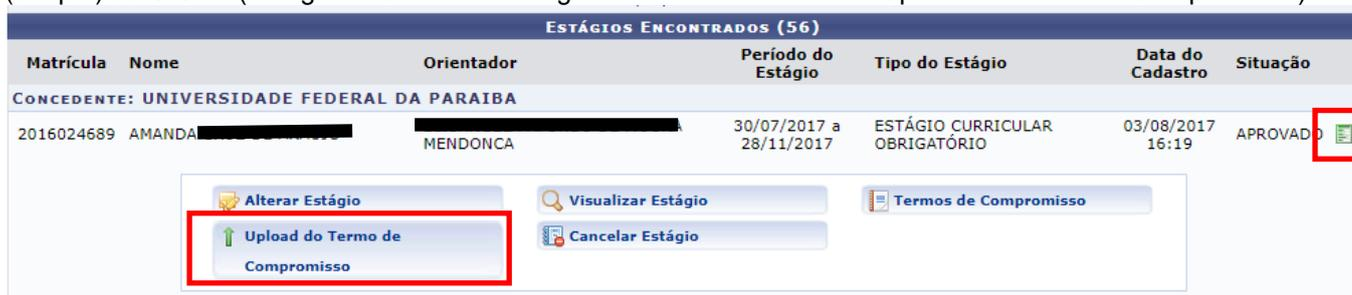 ESTÁGIOS ENCONTRADOS (56)
Matrícula Nome Orientador Período do Estágio Tipo do Estágio Data do Cadastro Situação
CONCEDENTE: UNIVERSIDADE FEDERAL DA PARAIBA
2016024689 AMANDA MENDONCA 30/07/2017 a 28/11/2017 ESTÁGIO CURRICULAR OBRIGATÓRIO 03/08/2017 16:19 APROVADO
Alterar Estágio Visualizar Estágio Termos de Compromisso
Upload do Termo de Compromisso Cancelar Estágio